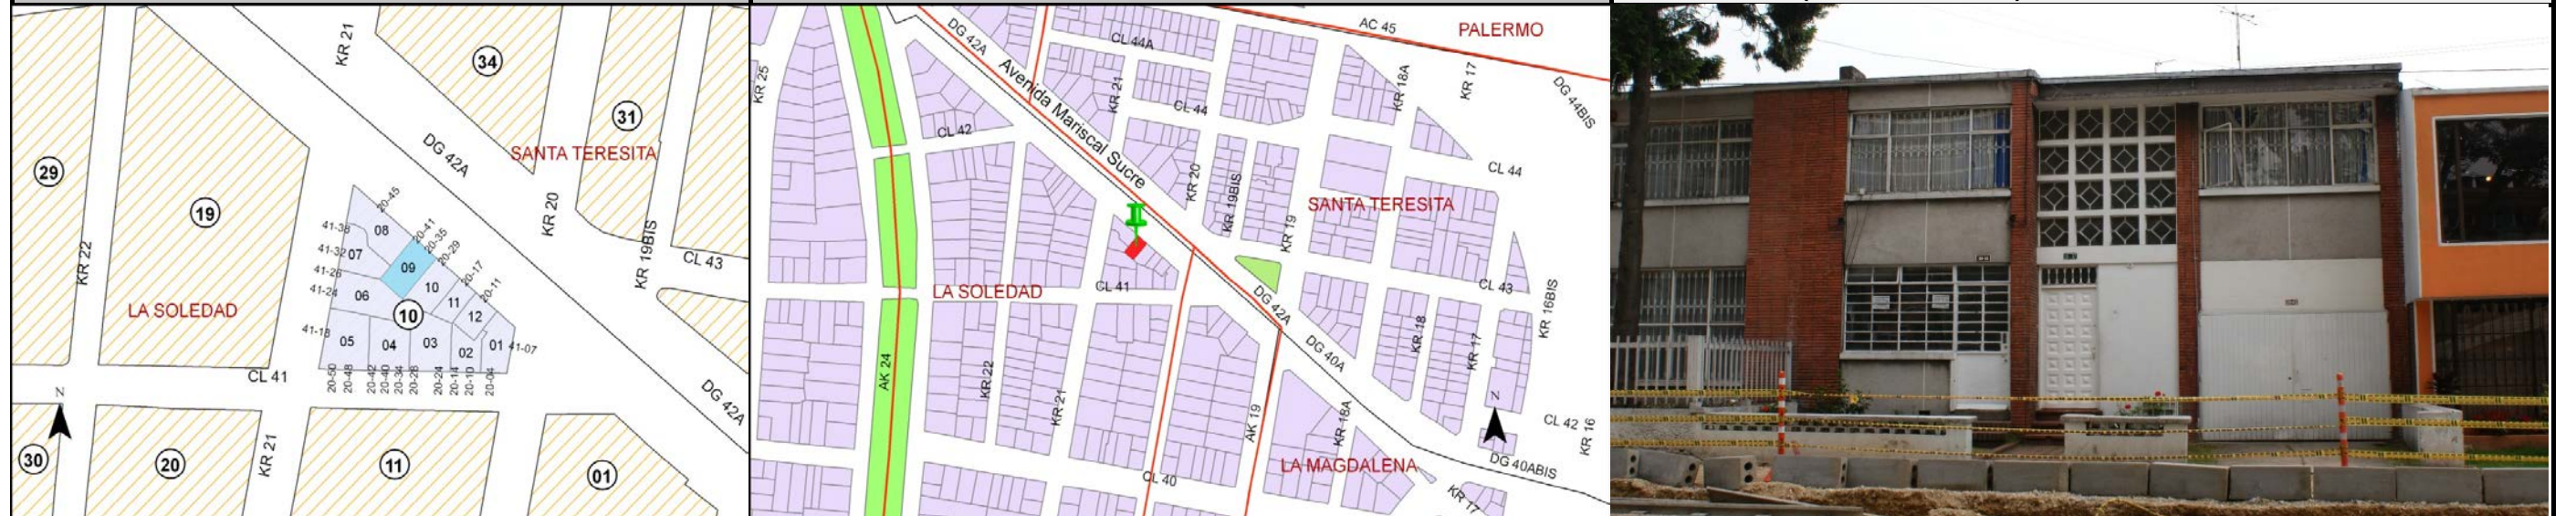 KR 21
34
31
DG 42A
SANTA TERESITA
29
19
KR 20
KR 22
KR 19BIS
CL 43
LA SOLEDAD
20-45
20-41
20-35
20-29
20-17
20-11
41-38
41-32
41-26
41-24
41-18
41-07
08
07
09
10
06
11
12
10
05
04
03
02
01
20-50
20-48
20-42
20-40
20-34
20-28
20-24
20-14
20-10
20-04
CL 41
DG 42A
N
30
20
KR 21
11
01
DG 42A
AC 45
PALERMO
CL 44A
KR 25
Avenida Mariscal Sucre
KR 21
CL 44
KR 18A
KR 17
DG 44BIS
CL 42
CL 44
KR 20
KR 19BIS
SANTA TERESITA
KR 19
LA SOLEDAD
CL 41
CL 43
KR 16BIS
DG 42A
DG 40A
KR 18
KR 17
AK 24
KR 22
KR 21
AK 19
KR 18A
N
CL 42
KR 16
LA MAGDALENA
DG 40ABIS
CL 40
KR 17